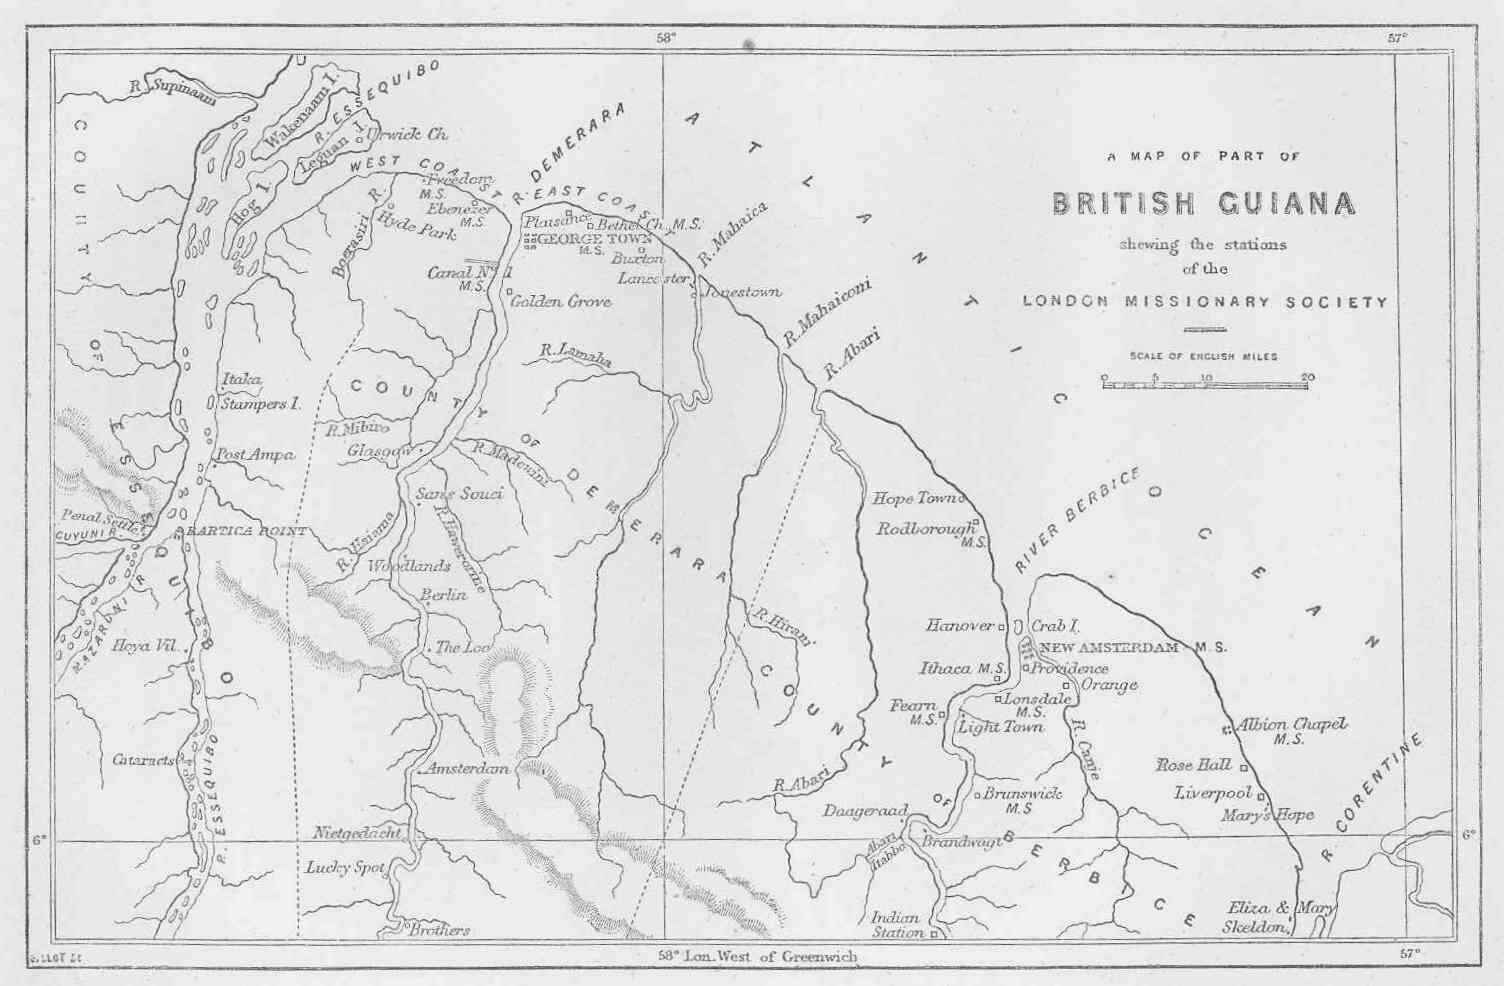 58°
57°
A MAP OF PART OF
BRITISH GUIANA
shewing the stations
of the
LONDON MISSIONARY SOCIETY
SCALE OF ENGLISH MILES
0 5 10 20
ATLANTIC OCEAN
COUNTY OF ESSEQUIBO
COUNTY OF DEMERARA
COUNTY OF BERBICE
R. Supinaam
Wakenaam I.
R. ESSEQUIBO
Leguan I.
Urwick Ch
Hog I.
WEST COAST
R. DEMERARA
EAST COAST
Freedom
M.S.
Ebenezer
M.S.
Hyde Park
Boerasiri R.
Plaisance
Bethel Ch. M.S.
GEORGE TOWN
M.S.
Buxton
Canal No. 1
M.S.
Lancester
Jonestown
R. Mahaica
Golden Grove
R. Mahaiconi
R. Abari
R. Lamaha
Itaka
Stampers I.
R. Mibiro
Glasgow
R. Madewini
Post Ampa
Sans Souci
R. Haverorine
Penal Settlet.
CUYUNI R.
BARTICA POINT
R. Hsiama
Woodlands
Berlin
MAZARUNI R
Hoya Vil.
The Loo
Hope Town
Rodborough
M.S.
RIVER BERBICE
R. Hirani
Hanover
Crab I.
NEW AMSTERDAM M.S.
Ithaca M.S.
Providence
Orange
Lonsdale
M.S.
Fearn
M.S.
Light Town
R. Canje
Albion Chapel
M.S.
Rose Hall
Liverpool
Mary's Hope
R. CORENTINE
Cataracts
R. ESSEQUIBO
Amsterdam
R. Abari
Daageraad
Brunswick
M.S
Brandwagt
Abari
Itabbo
6°
6°
Nietgedacht
Lucky Spot
Brothers
Indian
Station
Eliza & Mary
Skeldon
58° Lon. West of Greenwich
57°